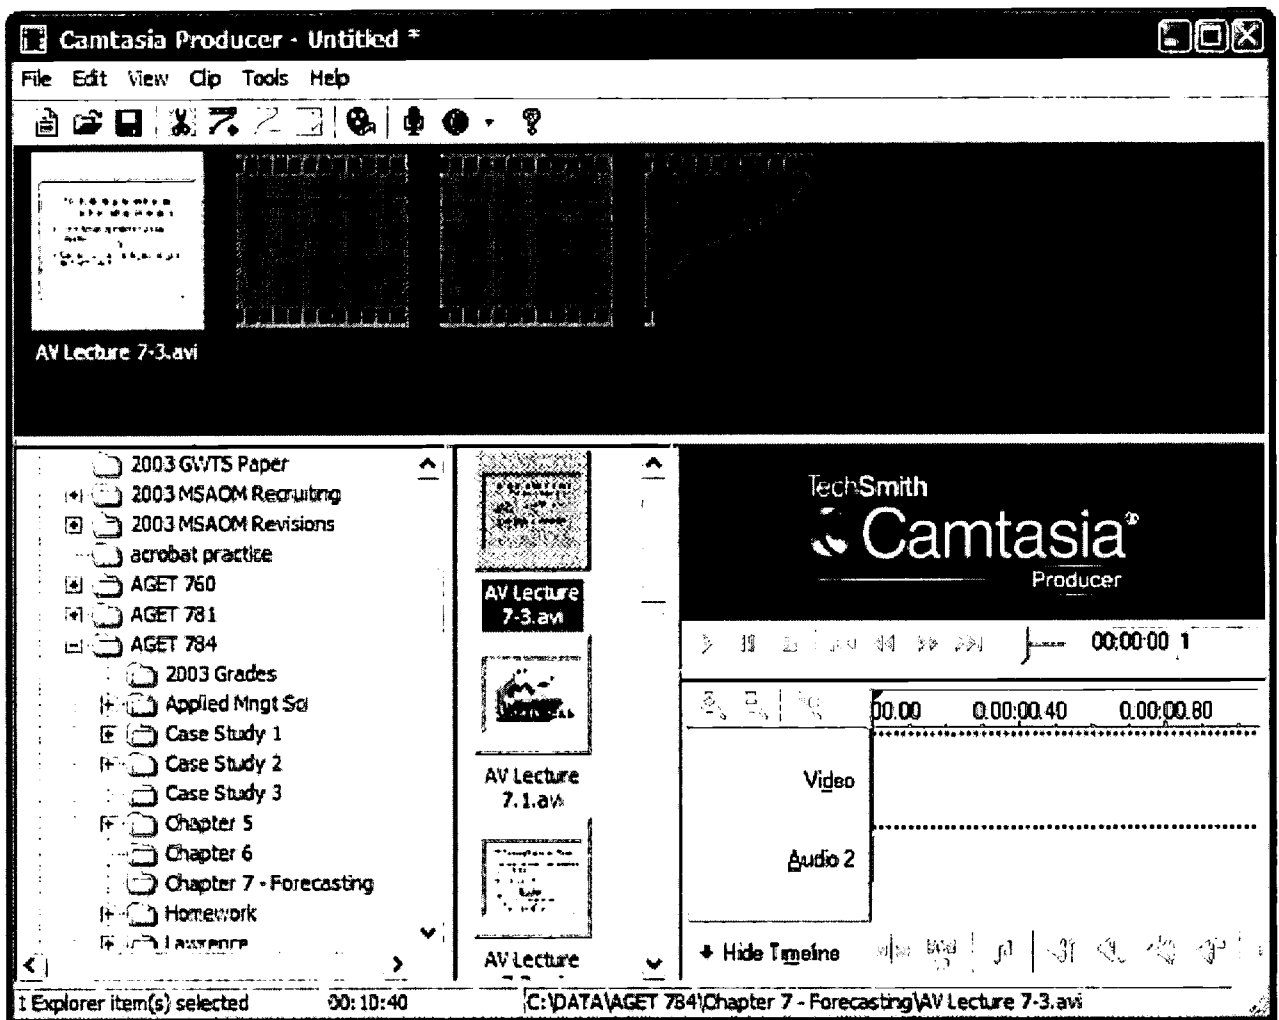 Camtasia Producer - Untitled *
File Edit View Clip Tools Help
AV Lecture 7-3.avi
2003 GWTS Paper
2003 MSAOM Recruiting
2003 MSAOM Revisions
acrobat practice
AGET 760
AGET 781
AGET 784
2003 Grades
Applied Mngt Sci
Case Study 1
Case Study 2
Case Study 3
Chapter 5
Chapter 6
Chapter 7 - Forecasting
Homework
Lawrence
AV Lecture
7-3.avi
AV Lecture
7.1.avi
AV Lecture
TechSmith
Camtasia®
Producer
00:00:00 1
00.00 0.00:00.40 0.00:00.80
Video
Audio 2
Hide Timeline
1 Explorer item(s) selected 00:10:40 C:\DATA\AGET 784\Chapter 7 - Forecasting\AV Lecture 7-3.avi